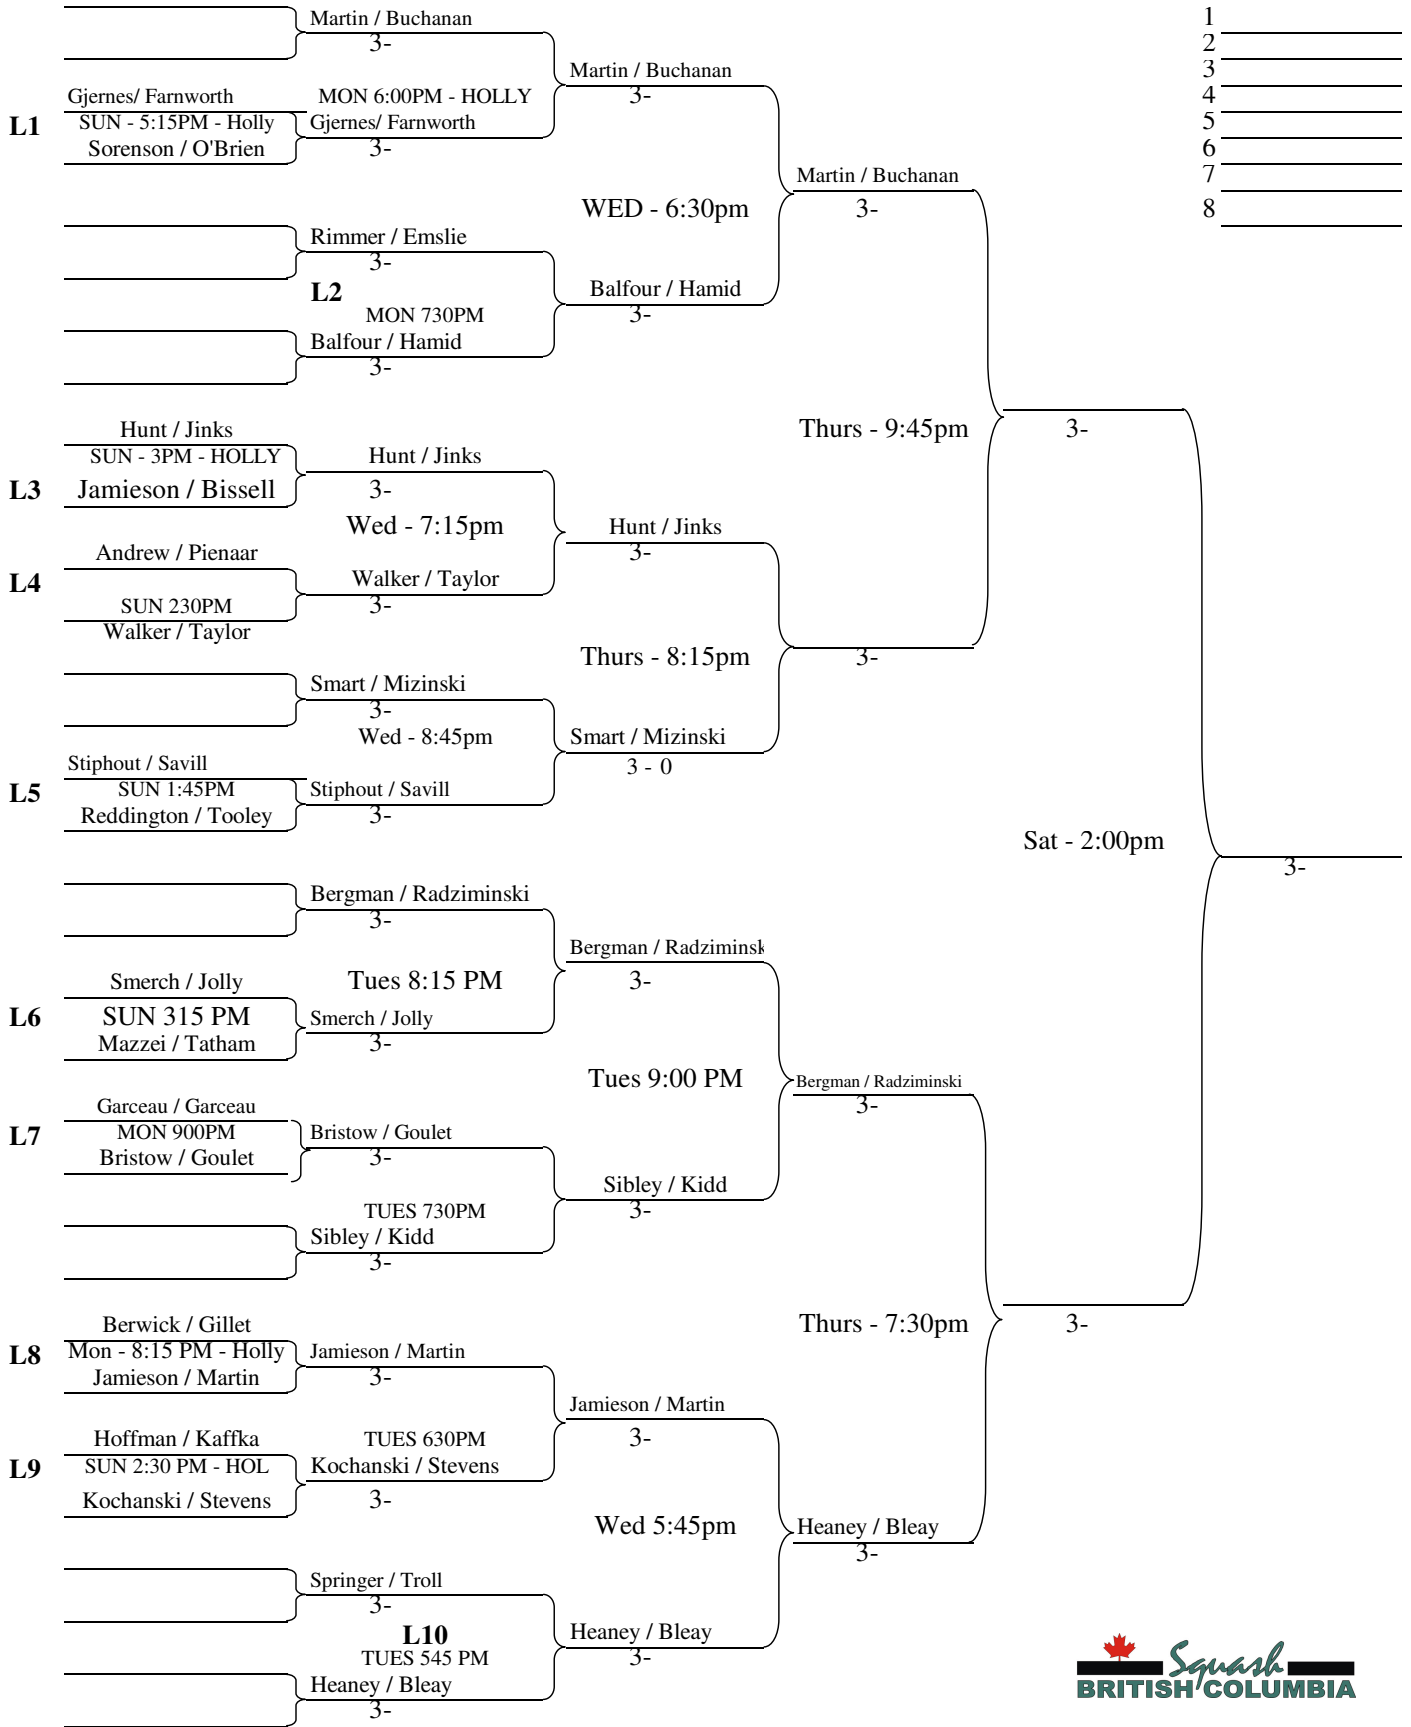 Martin / Buchanan
3-
1
2
3
4
5
6
7
8
Martin / Buchanan
3-
Gjernes/ Farnworth
MON 6:00PM - HOLLY
L1
SUN - 5:15PM - Holly
Gjernes/ Farnworth
Sorenson / O'Brien
3-
Martin / Buchanan
3-
WED - 6:30pm
Rimmer / Emslie
3-
L2
MON 730PM
Balfour / Hamid
3-
Balfour / Hamid
3-
Thurs - 9:45pm
3-
Hunt / Jinks
SUN - 3PM - HOLLY
L3
Jamieson / Bissell
Hunt / Jinks
3-
Wed - 7:15pm
Hunt / Jinks
3-
Andrew / Pienaar
L4
SUN 230PM
Walker / Taylor
Walker / Taylor
3-
Thurs - 8:15pm
3-
Smart / Mizinski
3-
Wed - 8:45pm
Smart / Mizinski
3 - 0
Stiphout / Savill
L5
SUN 1:45PM
Reddington / Tooley
Stiphout / Savill
3-
Sat - 2:00pm
3-
Bergman / Radziminski
3-
Bergman / Radziminsk
3-
Smerch / Jolly
Tues 8:15 PM
L6
SUN 315 PM
Mazzei / Tatham
Smerch / Jolly
3-
Tues 9:00 PM
Bergman / Radziminski
3-
Garceau / Garceau
L7
MON 900PM
Bristow / Goulet
Bristow / Goulet
3-
Sibley / Kidd
3-
TUES 730PM
Sibley / Kidd
3-
Thurs - 7:30pm
3-
Berwick / Gillet
L8
Mon - 8:15 PM - Holly
Jamieson / Martin
Jamieson / Martin
3-
Jamieson / Martin
3-
Hoffman / Kaffka
TUES 630PM
L9
SUN 2:30 PM - HOL
Kochanski / Stevens
Kochanski / Stevens
3-
Wed 5:45pm
Heaney / Bleay
3-
Springer / Troll
3-
L10
TUES 545 PM
Heaney / Bleay
3-
Heaney / Bleay
3-
Squash
BRITISH COLUMBIA